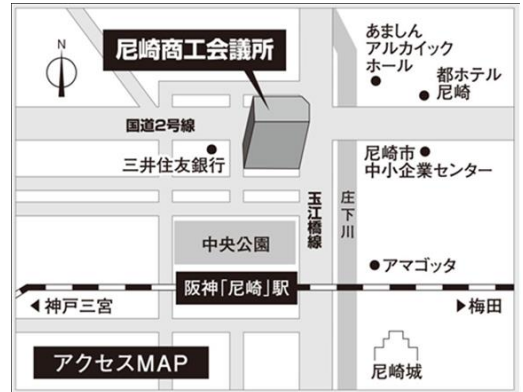 N
尼崎商工会議所
あましん
アルカイック
ホール
都ホテル
尼崎
国道2号線
三井住友銀行
尼崎市
中小企業センター
玉江橋線
庄下川
中央公園
アマゴッタ
阪神「尼崎」駅
神戸三宮
梅田
アクセスMAP
尼崎城